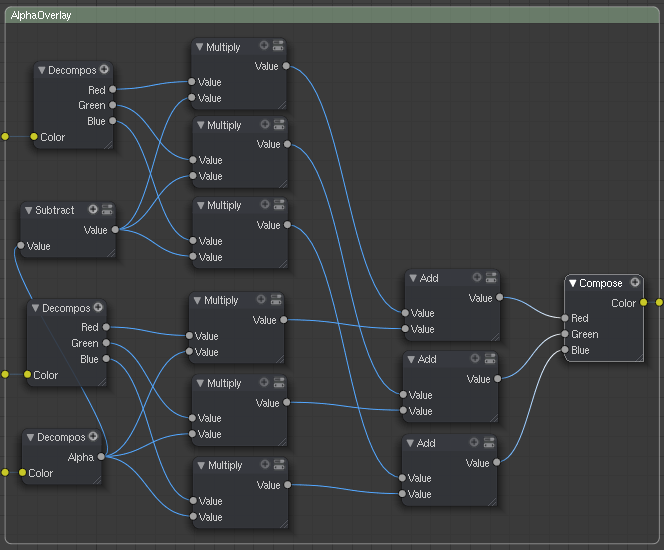 AlphaOverlay
Decompos
Red
Green
Blue
Color
Multiply
Value
Value
Value
Multiply
Value
Value
Value
Multiply
Value
Value
Value
Subtract
Value
Value
Decompos
Red
Green
Blue
Color
Multiply
Value
Value
Value
Multiply
Value
Value
Value
Decompos
Alpha
Color
Multiply
Value
Value
Value
Add
Value
Value
Value
Add
Value
Value
Value
Add
Value
Value
Value
Compose
Color
Red
Green
Blue